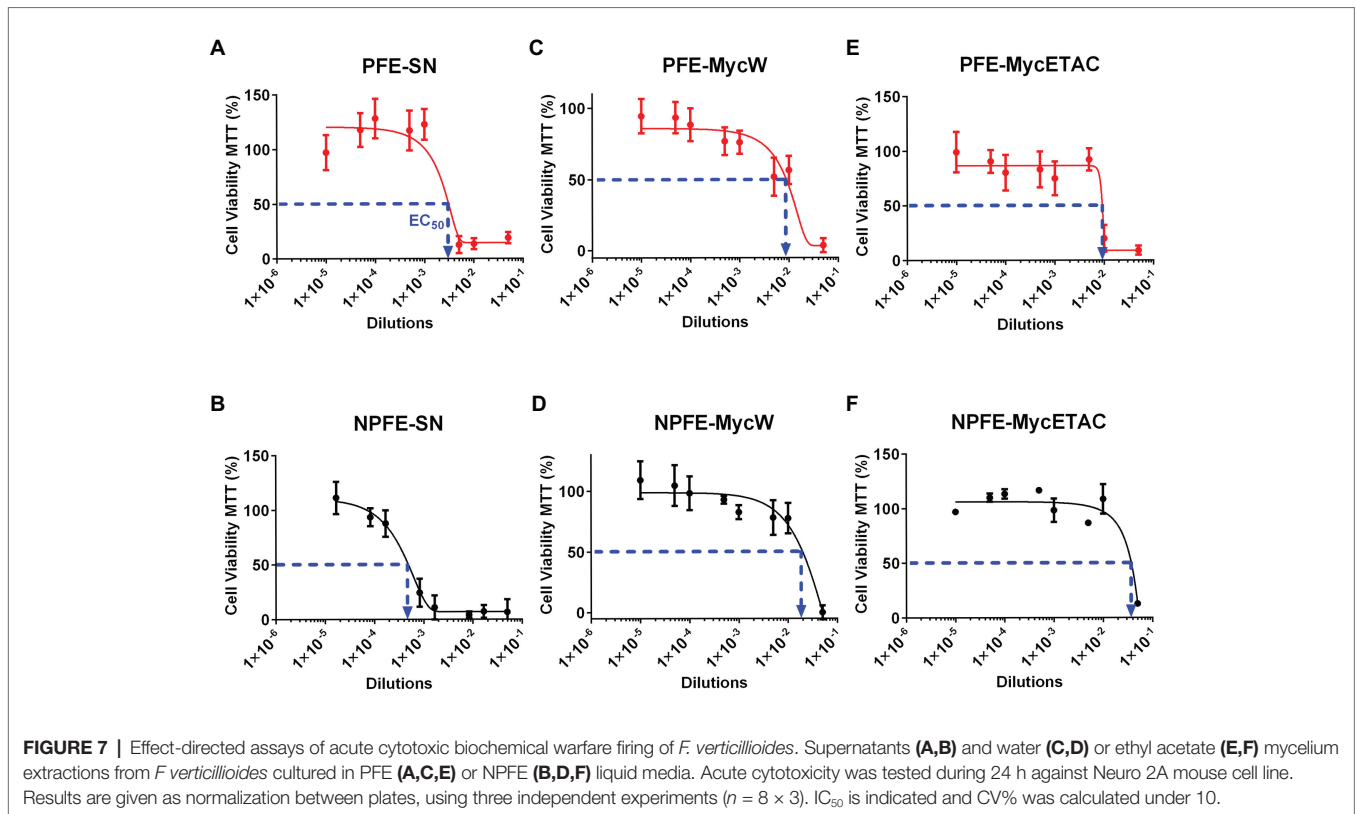 A
PFE-SN
Cell Viability MTT (%)
150
100
50
0
EC50
1×10-6
1×10-5
1×10-4
1×10-3
1×10-2
1×10-1
Dilutions
C
PFE-MycW
Cell Viability MTT (%)
100
50
0
1×10-6
1×10-5
1×10-4
1×10-3
1×10-2
1×10-1
Dilutions
E
PFE-MycETAC
Cell Viability MTT (%)
150
100
50
0
1×10-6
1×10-5
1×10-4
1×10-3
1×10-2
1×10-1
Dilutions
B
NPFE-SN
Cell Viability MTT (%)
150
100
50
0
1×10-6
1×10-5
1×10-4
1×10-3
1×10-2
1×10-1
Dilutions
D
NPFE-MycW
Cell Viability MTT (%)
100
50
0
1×10-6
1×10-5
1×10-4
1×10-3
1×10-2
1×10-1
Dilutions
F
NPFE-MycETAC
Cell Viability MTT (%)
150
100
50
0
1×10-6
1×10-5
1×10-4
1×10-3
1×10-2
1×10-1
Dilutions
FIGURE 7 | Effect-directed assays of acute cytotoxic biochemical warfare firing of F. verticillioides. Supernatants (A,B) and water (C,D) or ethyl acetate (E,F) mycelium
extractions from F verticillioides cultured in PFE (A,C,E) or NPFE (B,D,F) liquid media. Acute cytotoxicity was tested during 24 h against Neuro 2A mouse cell line.
Results are given as normalization between plates, using three independent experiments (n = 8 × 3). IC50 is indicated and CV% was calculated under 10.